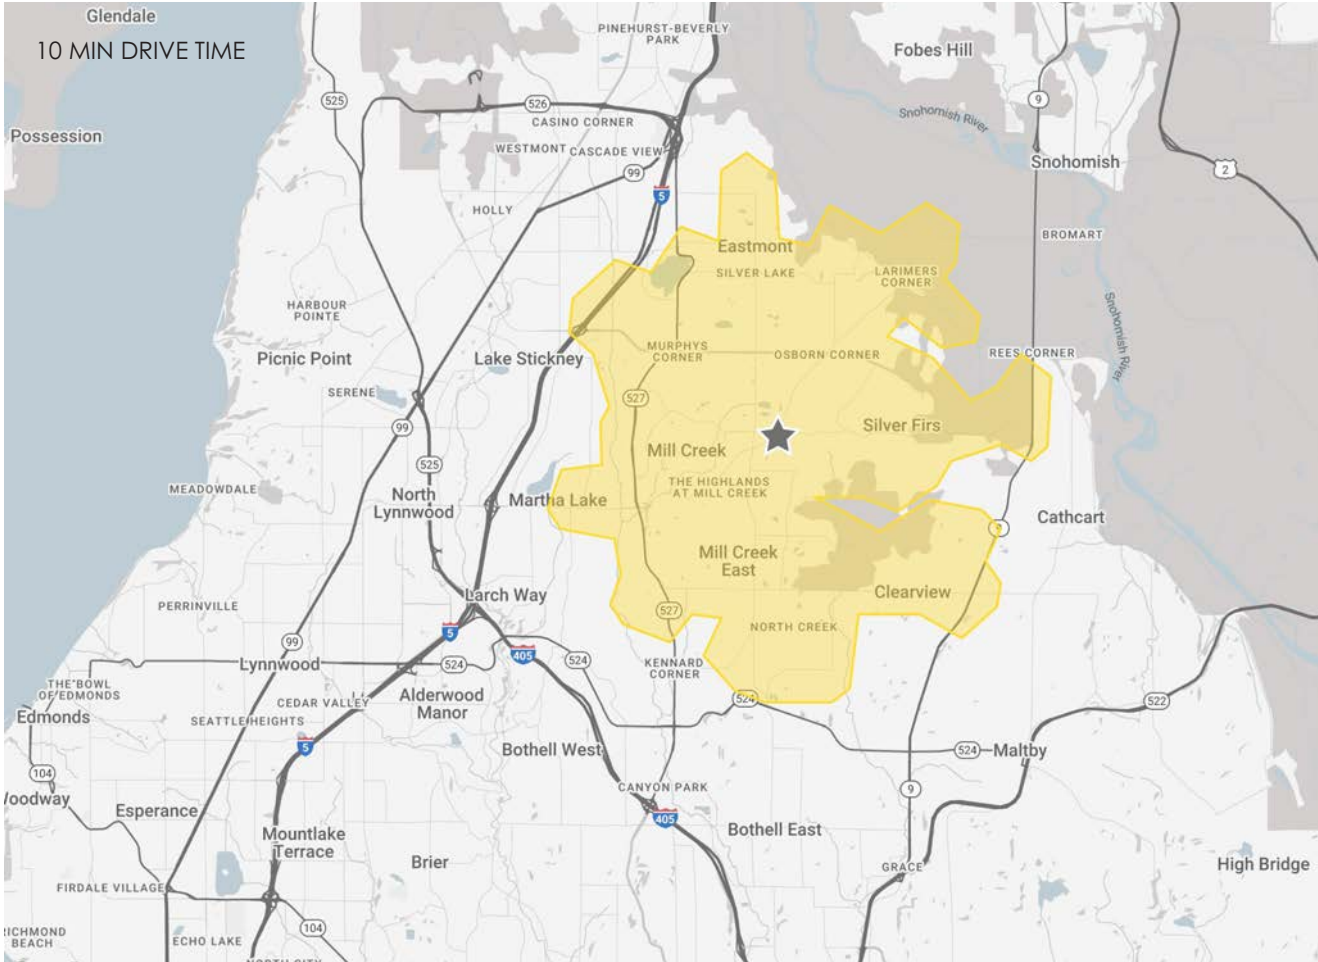 Glendale
10 MIN DRIVE TIME
PINEHURST-BEVERLY
PARK
Fobes Hill
525
526
9
CASINO CORNER
Snohomish River
Possession
WESTMONT
CASCADE VIEW
Snohomish
99
2
5
HOLLY
BROMART
Eastmont
SILVER LAKE
LARIMERS
CORNER
HARBOUR
POINTE
Snohomish River
Picnic Point
Lake Stickney
MURPHYS
CORNER
OSBORN CORNER
REES CORNER
SERENE
527
99
Silver Firs
Mill Creek
525
THE HIGHLANDS
AT MILL CREEK
MEADOWDALE
North
Lynnwood
Martha Lake
Cathcart
9
Mill Creek
East
Clearview
Larch Way
PERRINVILLE
527
NORTH CREEK
5
99
405
524
Lynnwood
524
KENNARD
CORNER
THE BOWL
OF EDMONDS
CEDAR VALLEY
Alderwood
Manor
524
522
Edmonds
SEATTLE HEIGHTS
5
Bothell West
524
Maltby
104
CANYON PARK
9
Woodway
Esperance
405
Mountlake
Terrace
Bothell East
Brier
GRACE
High Bridge
FIRDALE VILLAGE
104
RICHMOND
BEACH
ECHO LAKE
NORTH CITY